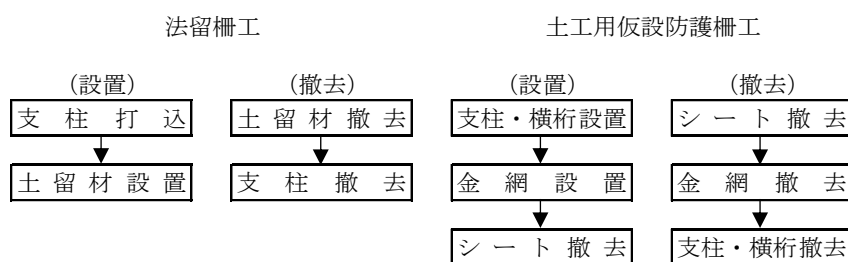 法留柵工 土工用仮設防護柵工
（設置） （撤去） （設置） （撤去）
支柱打込 土留材撤去 支柱・横桁設置 シート撤去
土留材設置 支柱撤去 金網設置 金網撤去
シート撤去 支柱・横桁撤去